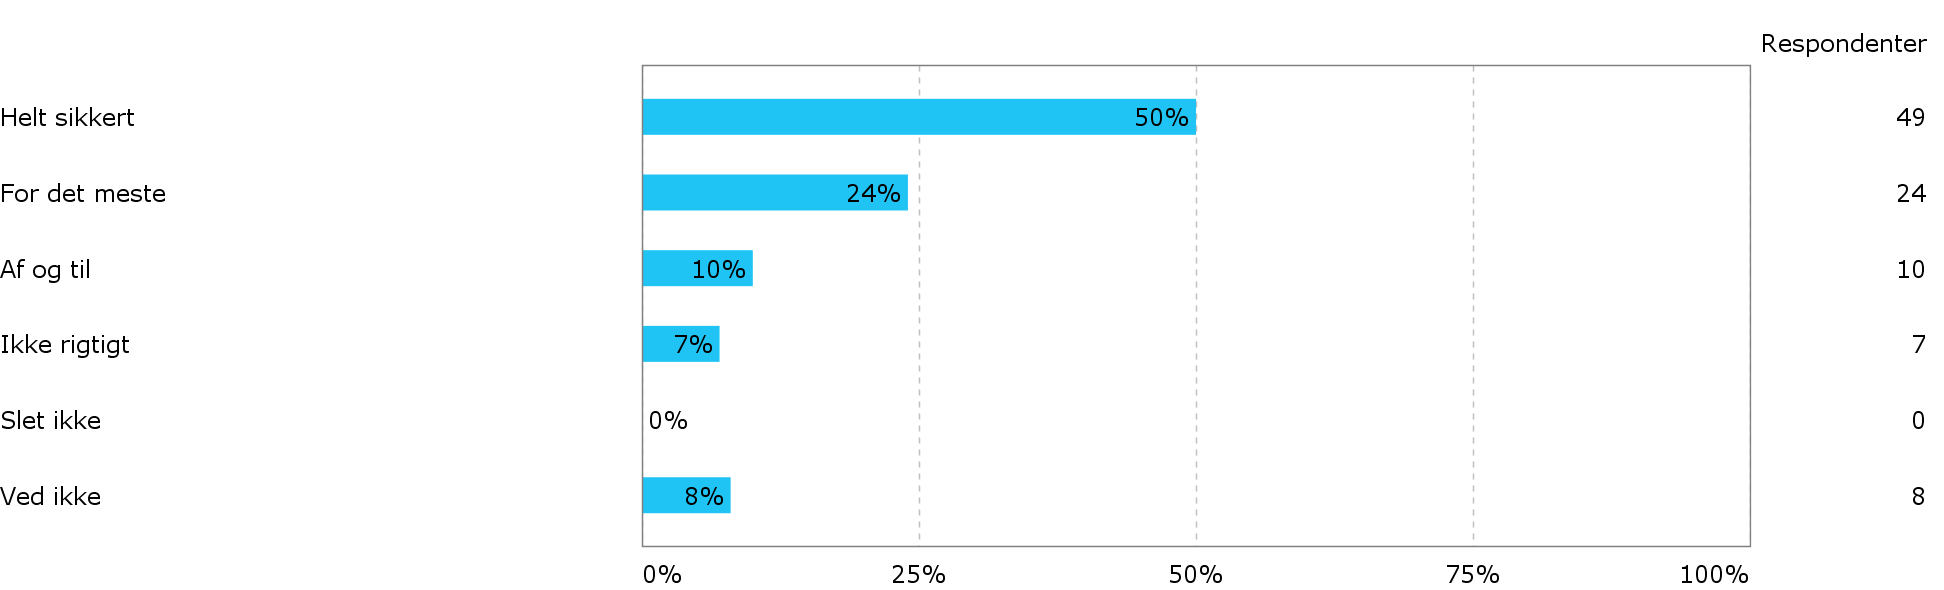 Respondenter
Helt sikkert 50% 49
For det meste 24% 24
Af og til 10% 10
Ikke rigtigt 7% 7
Slet ikke 0% 0
Ved ikke 8% 8
0% 25% 50% 75% 100%